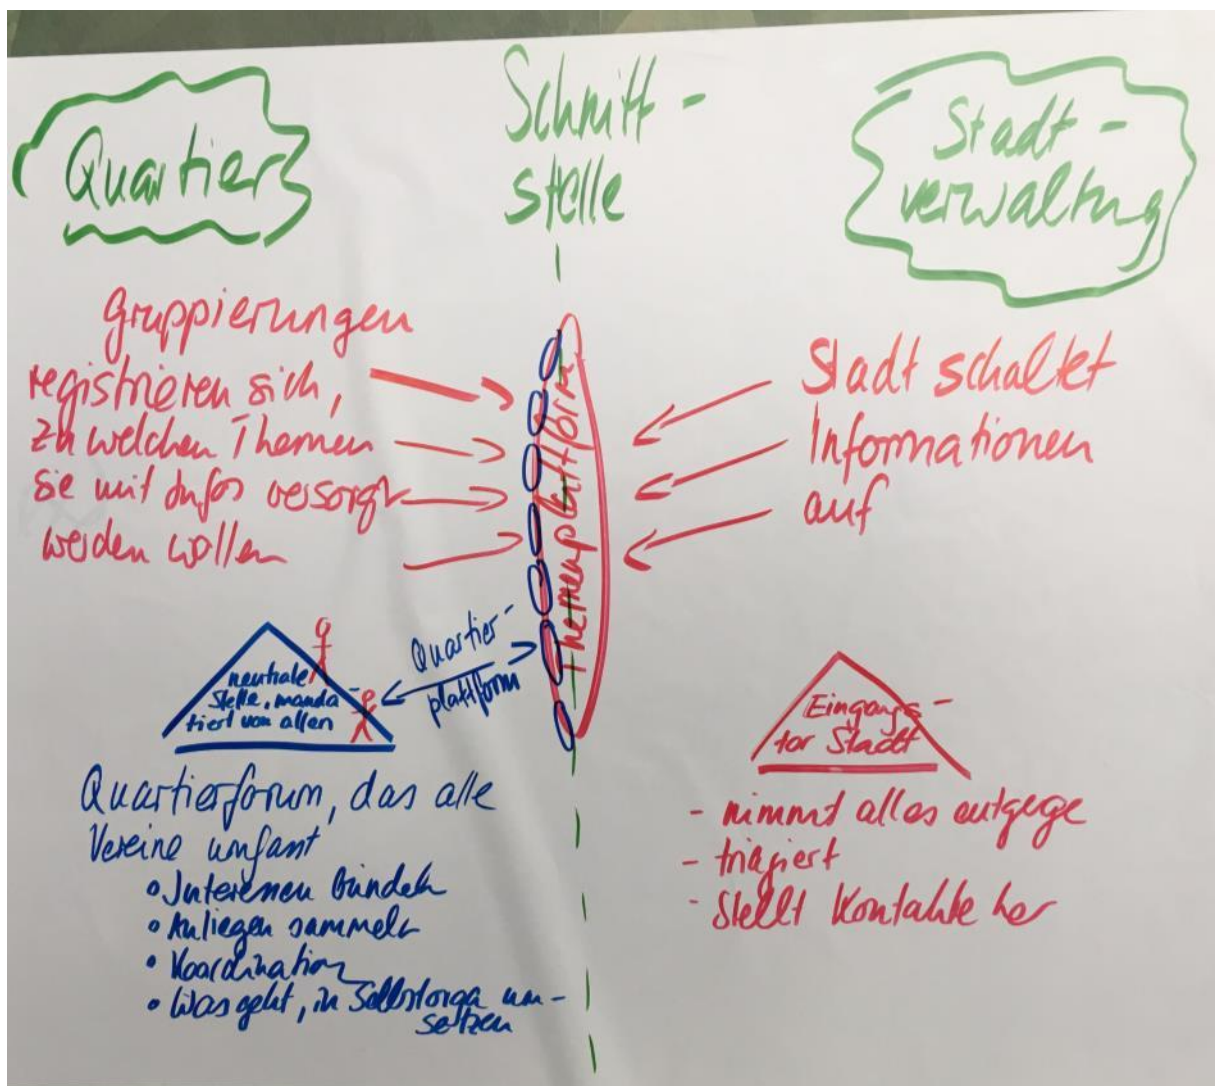 Quartier
Schnitt-
stelle
Stadt-
verwaltung
Gruppierungen
registrieren sich,
zu welchen Themen
sie mit Infos versorgt
werden wollen
Themenplattform
Stadt schaltet
Informationen
auf
Quartier-
plattform
neutrale
Stelle, manda-
tiert von allen
Quartierforum, das alle
Vereine umfasst
• Interessen bündeln
• Anliegen sammeln
• Koordination
• Was geht, in Selbstorga um-
setzen
Eingangs-
tor Stadt
- nimmt alles entgege
- triagiert
- stellt Kontakte her